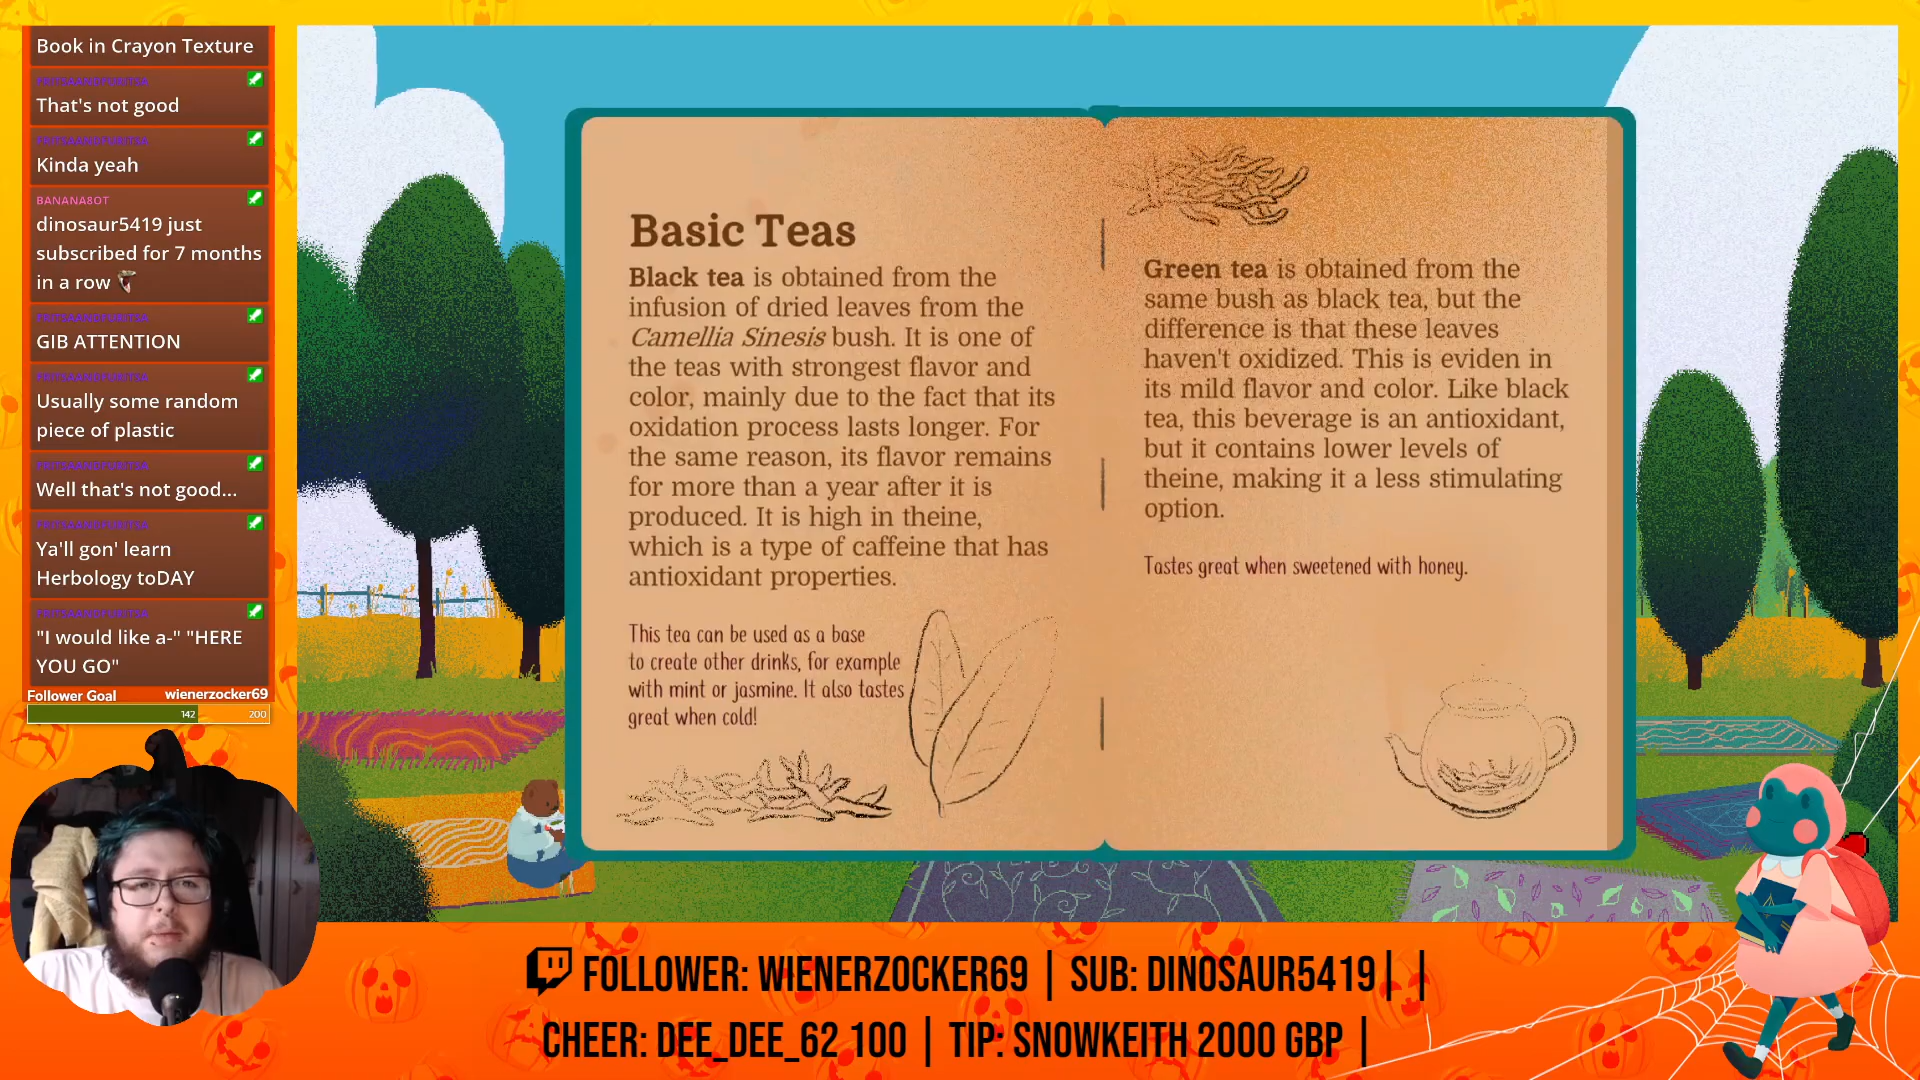 Book in Crayon Texture
That's not good
Kinda yeah
BANANA8OT
dinosaur5419 just
subscribed for 7 months
in a row
GIB ATTENTION
Usually some random
piece of plastic
Well that's not good...
Ya'll gon' learn
Herbology toDAY
"I would like a-" "HERE
YOU GO"
Follower Goal wienerzocker69
142 200
Basic Teas
Black tea is obtained from the
infusion of dried leaves from the
Camellia Sinesis bush. It is one of
the teas with strongest flavor and
color, mainly due to the fact that its
oxidation process lasts longer. For
the same reason, its flavor remains
for more than a year after it is
produced. It is high in theine,
which is a type of caffeine that has
antioxidant properties.
This tea can be used as a base
to create other drinks, for example
with mint or jasmine. It also tastes
great when cold!
Green tea is obtained from the
same bush as black tea, but the
difference is that these leaves
haven't oxidized. This is eviden in
its mild flavor and color. Like black
tea, this beverage is an antioxidant,
but it contains lower levels of
theine, making it a less stimulating
option.
Tastes great when sweetened with honey.
FOLLOWER: WIENERZOCKER69 | SUB: DINOSAUR5419 | |
CHEER: DEE_DEE_62 100 | TIP: SNOWKEITH 2000 GBP |